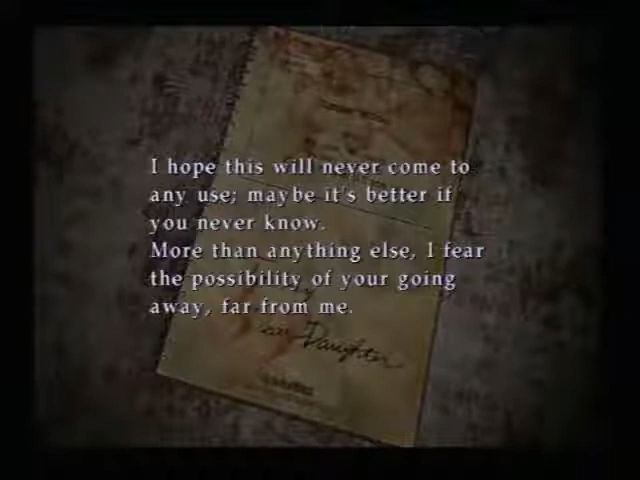 I hope this will never come to
any use; maybe it's better if
you never know.
More than anything else, I fear
the possibility of your going
away, far from me.
Daughter